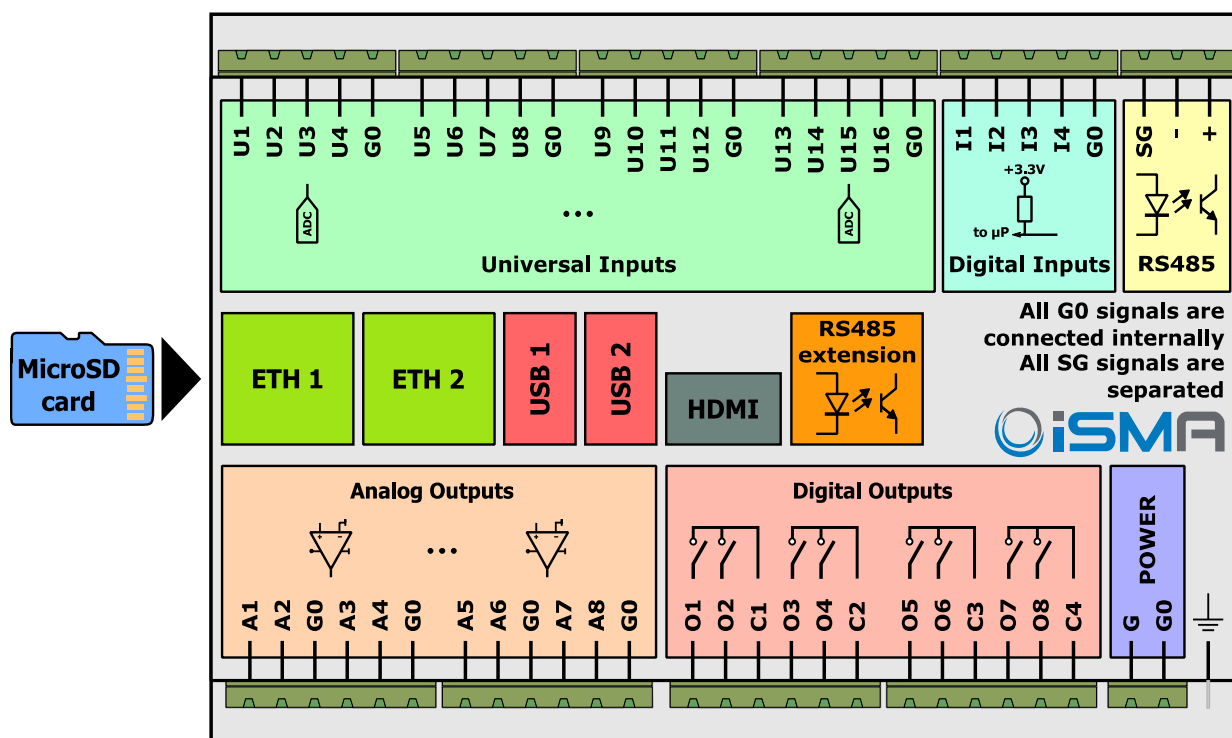 U1 U2 U3 U4 G0 U5 U6 U7 U8 G0 U9 U10 U11 U12 G0 U13 U14 U15 U16 G0
ADC
...
ADC
Universal Inputs
I1 I2 I3 I4 G0
+3.3V
to µP
Digital Inputs
SG - +
RS485
MicroSD
card
ETH 1
ETH 2
USB 1
USB 2
HDMI
RS485
extension
All G0 signals are
connected internally
All SG signals are
separated
iSMA
Analog Outputs
+ -
...
+ -
A1 A2 G0 A3 A4 G0 A5 A6 G0 A7 A8 G0
Digital Outputs
O1 O2 C1 O3 O4 C2 O5 O6 C3 O7 O8 C4
POWER
G G0